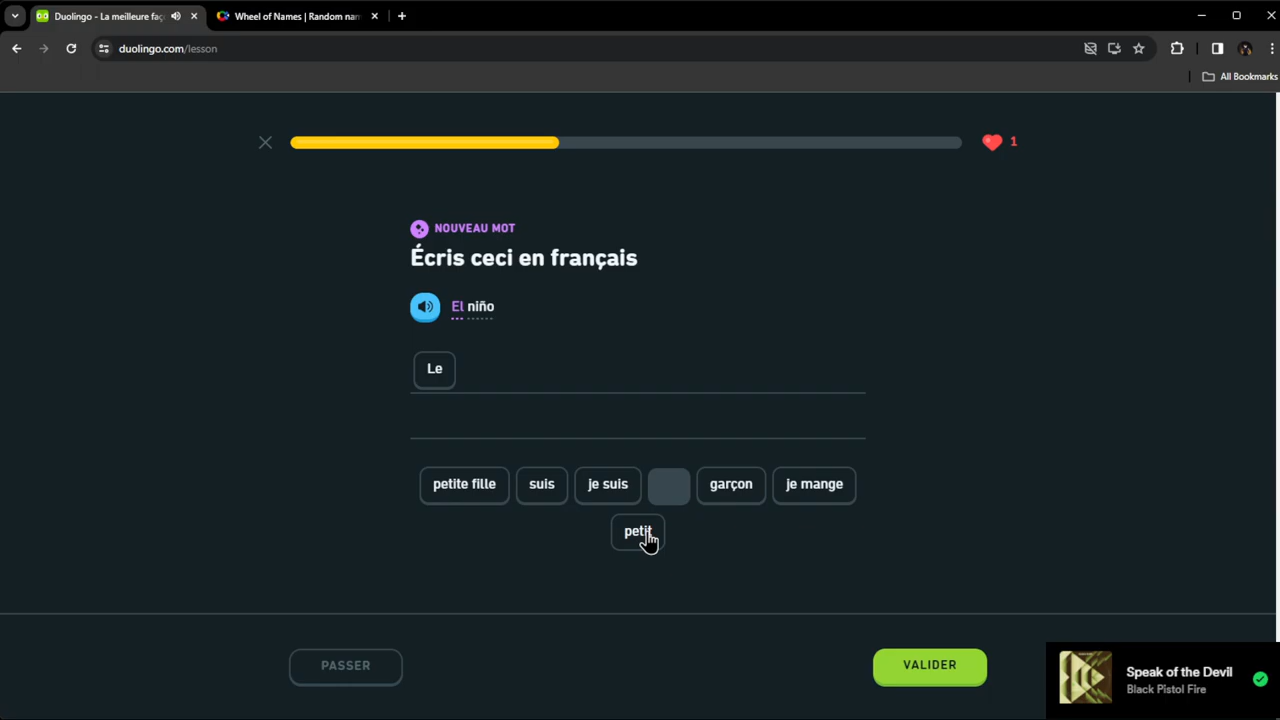 Duolingo - La meilleure faç
Wheel of Names | Random nam
duolingo.com/lesson
All Bookmarks
1
NOUVEAU MOT
Écris ceci en français
El niño
Le
petite fille suis je suis garçon je mange
petit
PASSER
VALIDER
Speak of the Devil
Black Pistol Fire